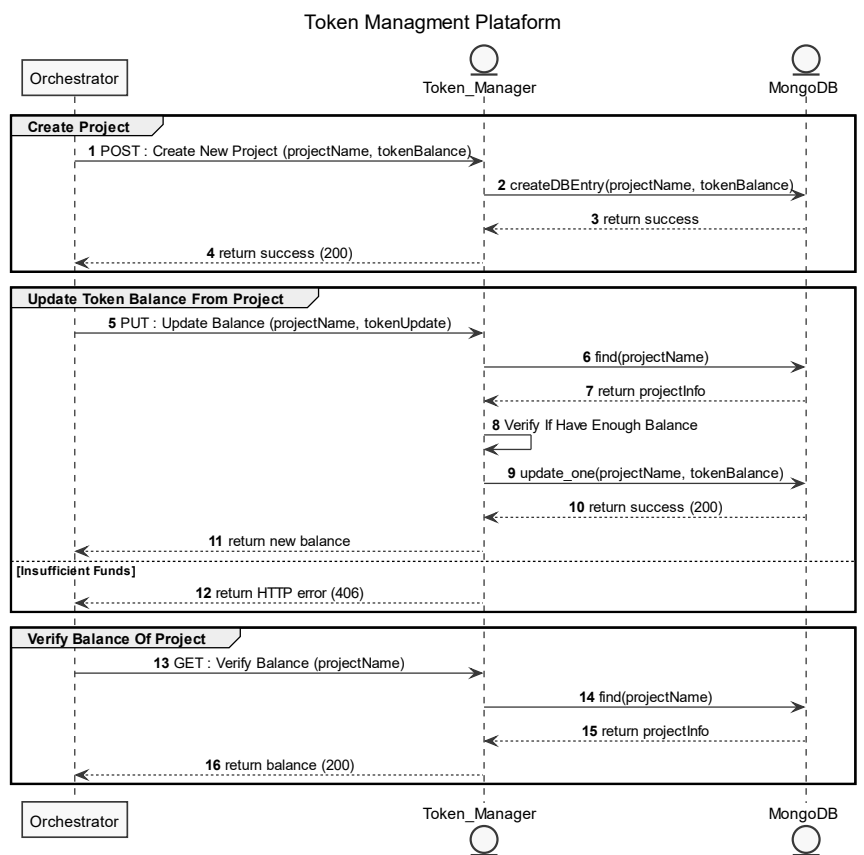 Token Managment Plataform
Orchestrator
Token_Manager
MongoDB
Create Project
1 POST : Create New Project (projectName, tokenBalance)
2 createDBEntry(projectName, tokenBalance)
3 return success
4 return success (200)
Update Token Balance From Project
5 PUT : Update Balance (projectName, tokenUpdate)
6 find(projectName)
7 return projectInfo
8 Verify If Have Enough Balance
9 update_one(projectName, tokenBalance)
10 return success (200)
11 return new balance
[Insufficient Funds]
12 return HTTP error (406)
Verify Balance Of Project
13 GET : Verify Balance (projectName)
14 find(projectName)
15 return projectInfo
16 return balance (200)
Orchestrator
Token_Manager
MongoDB